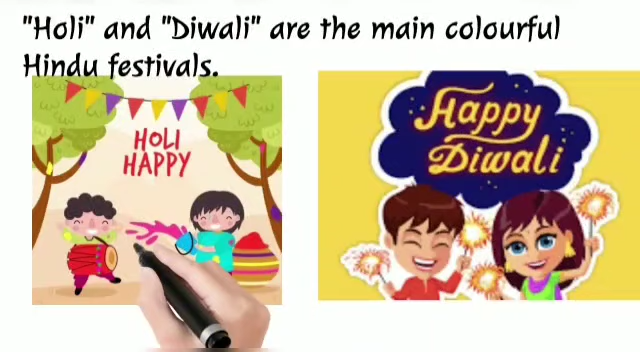 "Holi" and "Diwali" are the main colourful
Hindu festivals.
HOLI
HAPPY
Happy
Diwali